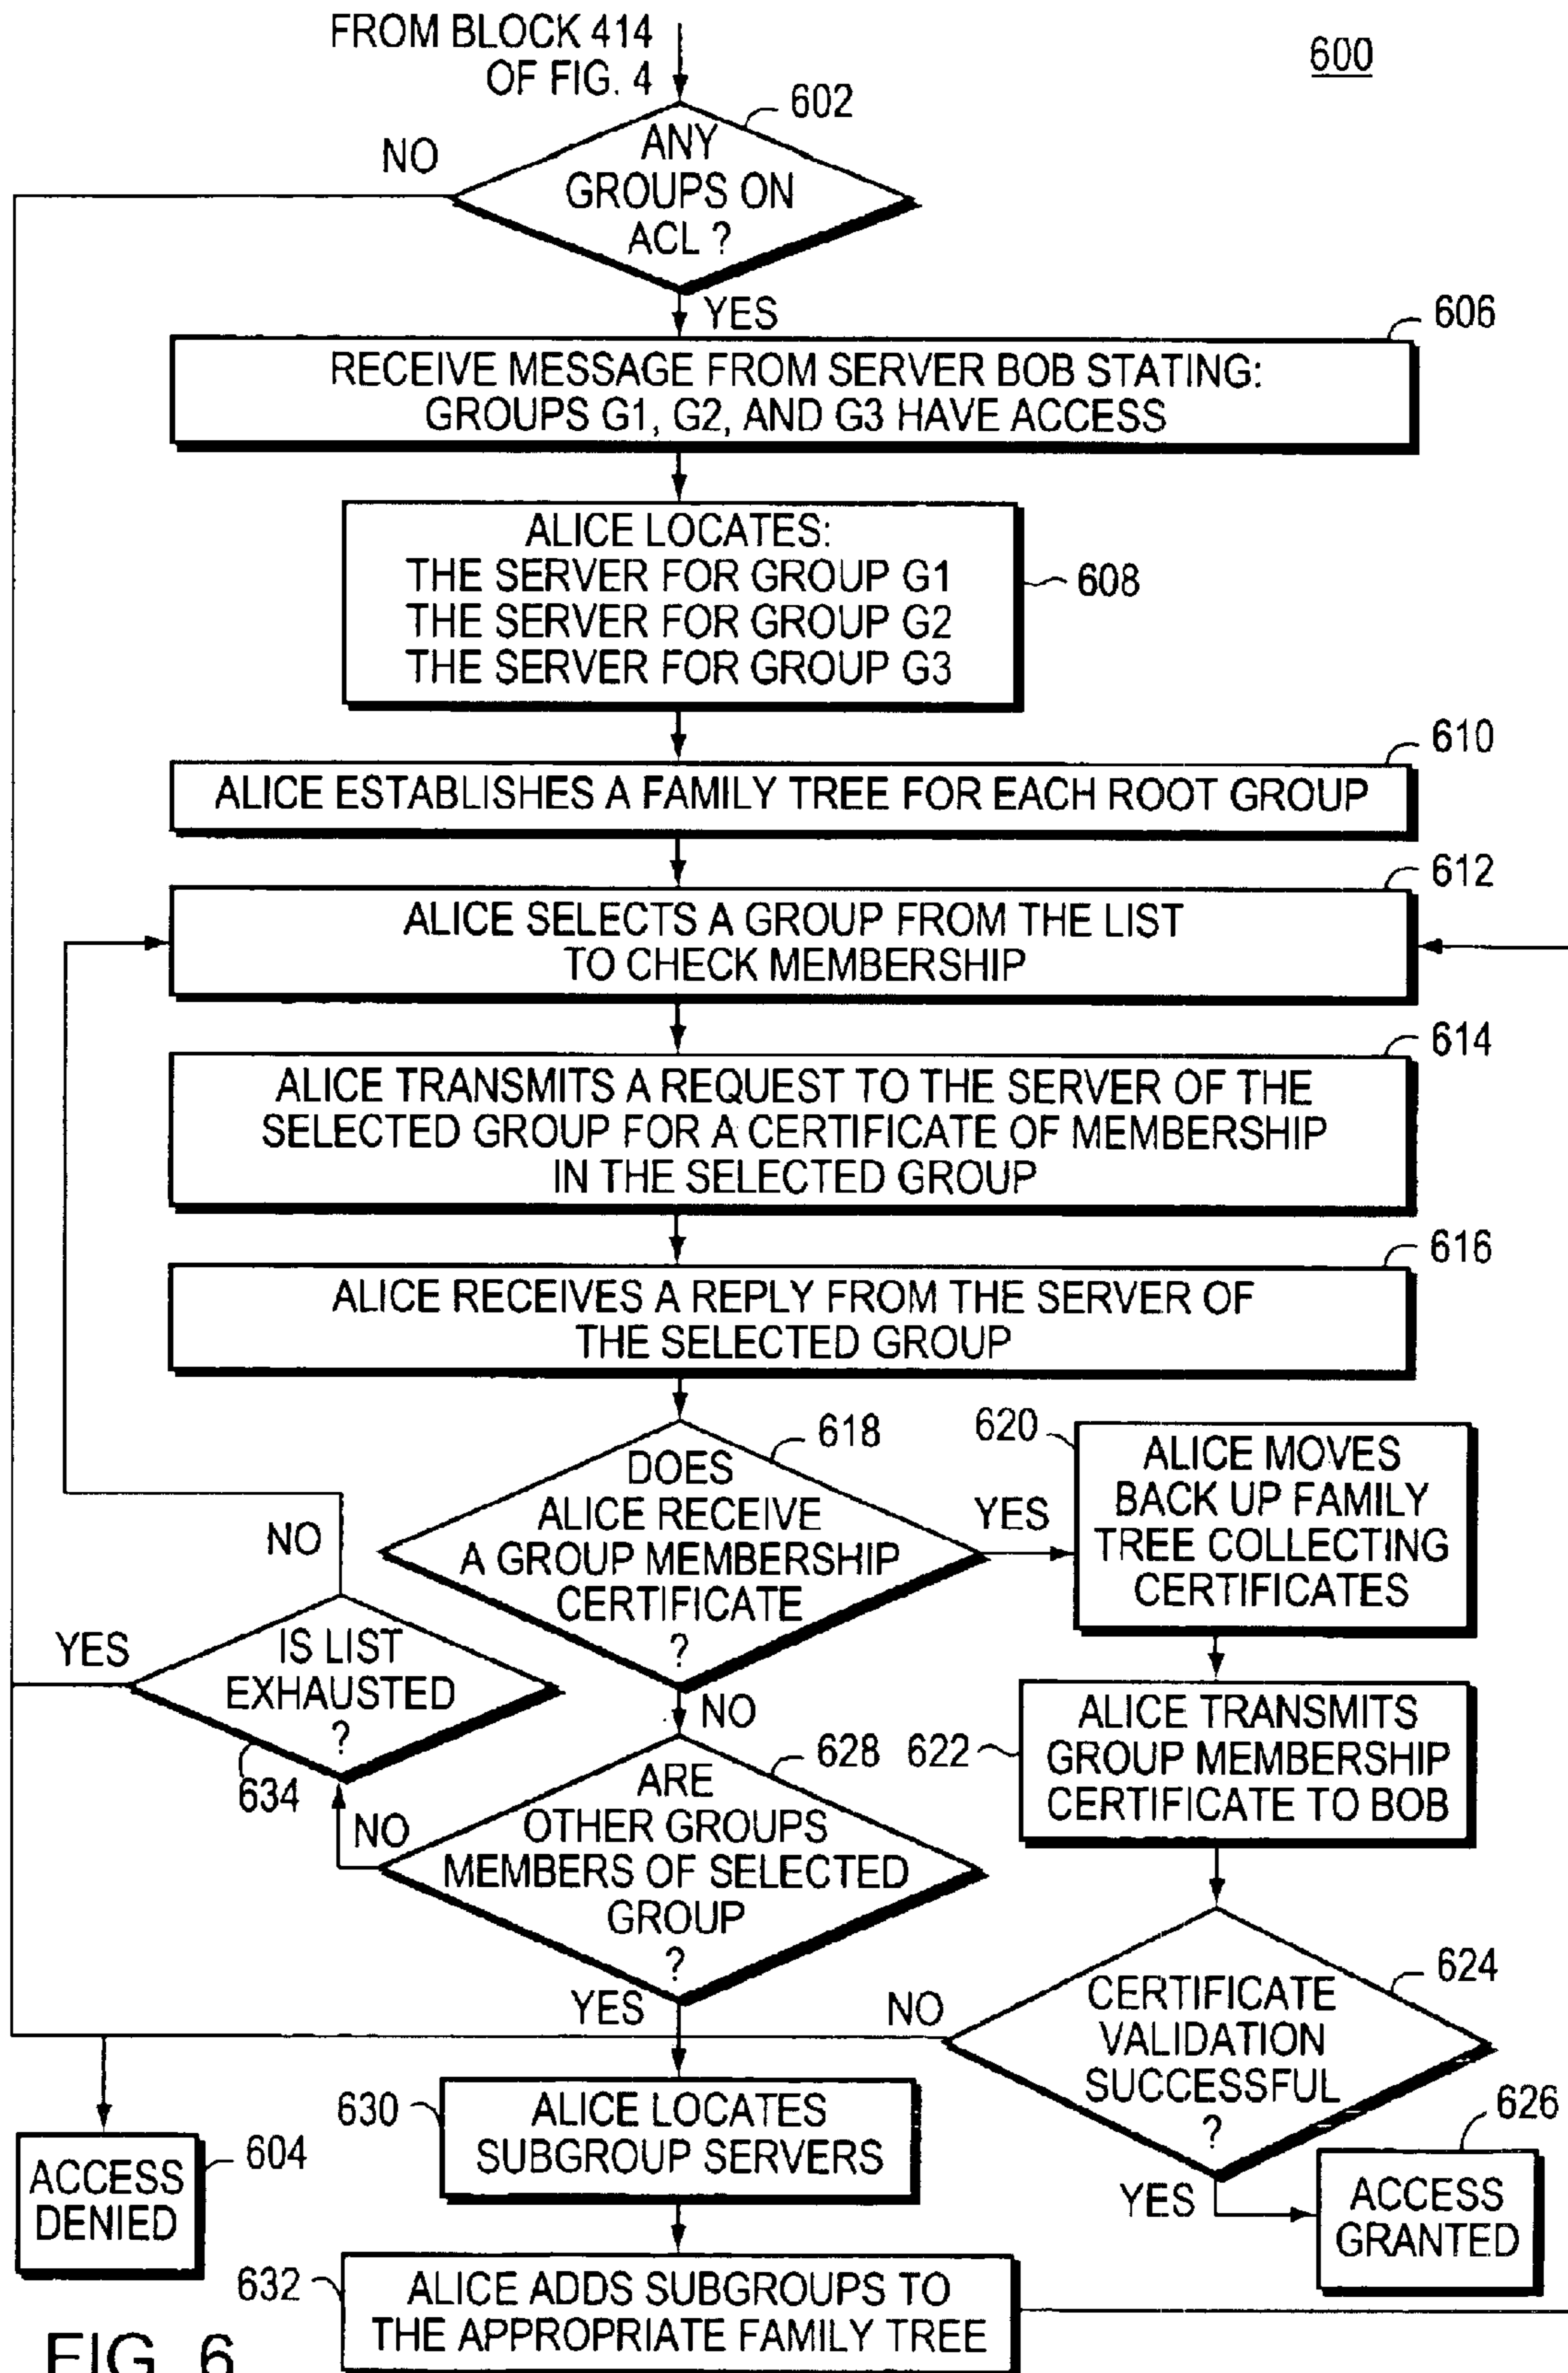 FROM BLOCK 414
OF FIG. 4
600
602
NO
ANY
GROUPS ON
ACL ?
YES
606
RECEIVE MESSAGE FROM SERVER BOB STATING:
GROUPS G1, G2, AND G3 HAVE ACCESS
ALICE LOCATES:
THE SERVER FOR GROUP G1
THE SERVER FOR GROUP G2
THE SERVER FOR GROUP G3
608
610
ALICE ESTABLISHES A FAMILY TREE FOR EACH ROOT GROUP
612
ALICE SELECTS A GROUP FROM THE LIST
TO CHECK MEMBERSHIP
614
ALICE TRANSMITS A REQUEST TO THE SERVER OF THE
SELECTED GROUP FOR A CERTIFICATE OF MEMBERSHIP
IN THE SELECTED GROUP
616
ALICE RECEIVES A REPLY FROM THE SERVER OF
THE SELECTED GROUP
618
DOES
ALICE RECEIVE
A GROUP MEMBERSHIP
CERTIFICATE
?
YES
620
ALICE MOVES
BACK UP FAMILY
TREE COLLECTING
CERTIFICATES
NO
YES
IS LIST
EXHAUSTED
?
634
NO
NO
628
ARE
OTHER GROUPS
MEMBERS OF SELECTED
GROUP
?
622
ALICE TRANSMITS
GROUP MEMBERSHIP
CERTIFICATE TO BOB
YES
NO
624
CERTIFICATE
VALIDATION
SUCCESSFUL
?
YES
626
ACCESS
GRANTED
630
ALICE LOCATES
SUBGROUP SERVERS
604
ACCESS
DENIED
632
ALICE ADDS SUBGROUPS TO
THE APPROPRIATE FAMILY TREE
FIG. 6